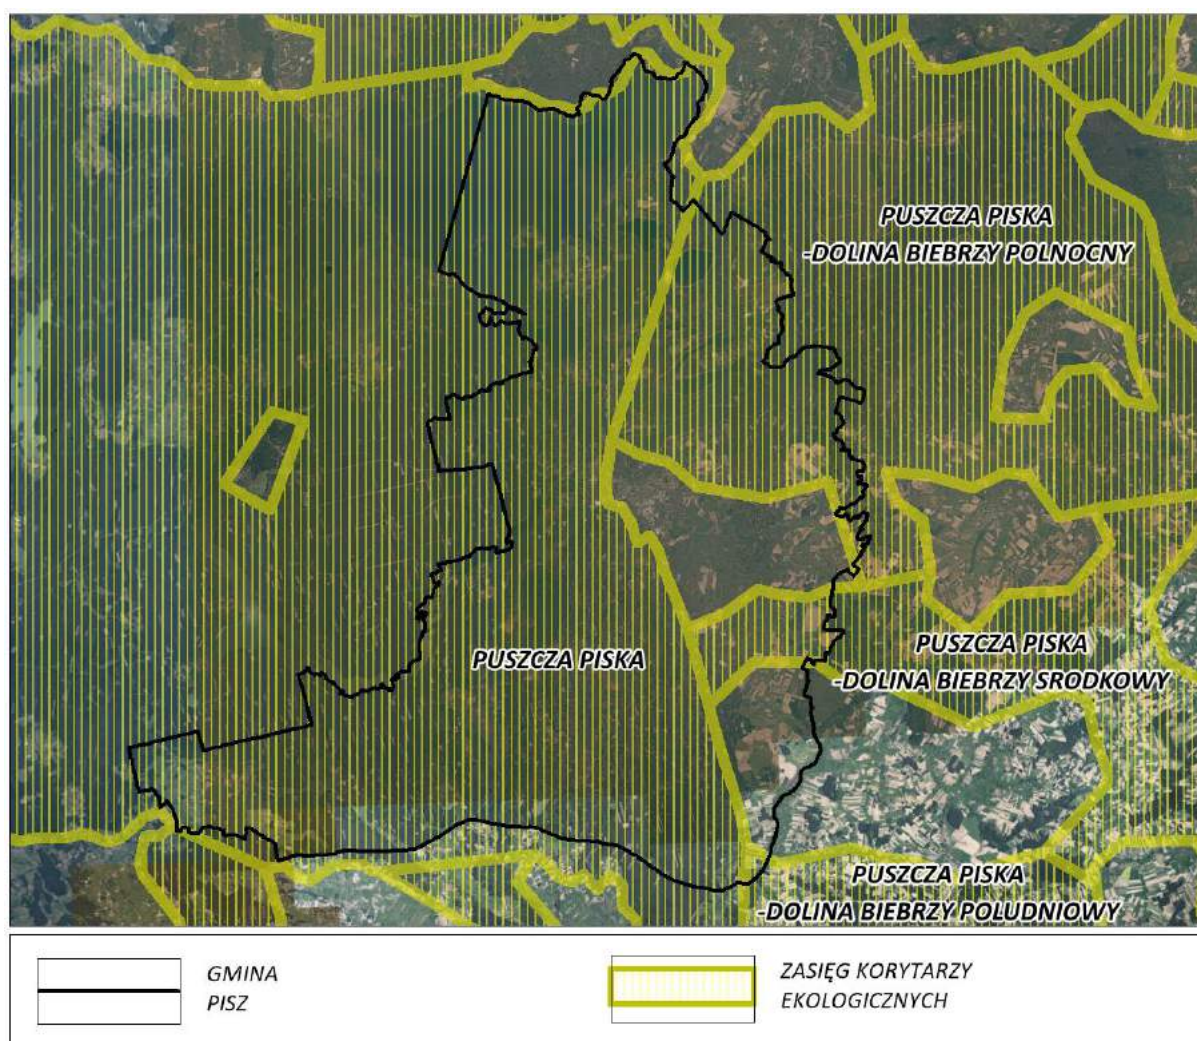 PUSZCZA PISKA
-DOLINA BIEBRZY POLNOCNY
PUSZCZA PISKA
PUSZCZA PISKA
-DOLINA BIEBRZY SRODKOWY
PUSZCZA PISKA
-DOLINA BIEBRZY POLUDNIOWY
GMINA
PISZ
ZASIĘG KORYTARZY
EKOLOGICZNYCH